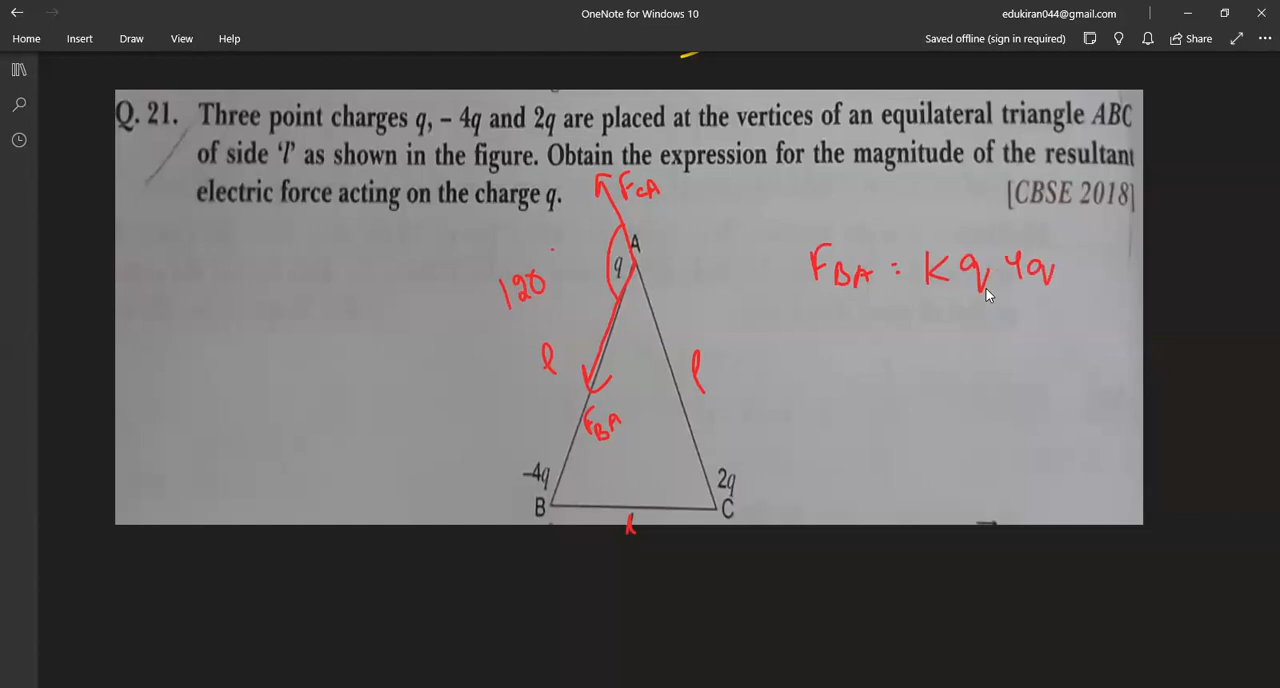 OneNote for Windows 10
edukiran044@gmail.com
Home Insert Draw View Help
Saved offline (sign in required) Share
Q. 21. Three point charges q, – 4q and 2q are placed at the vertices of an equilateral triangle ABC
of side ‘l’ as shown in the figure. Obtain the expression for the magnitude of the resultant
electric force acting on the charge q. [CBSE 2018]
FCA
A
q
120°
FBA = K q 4q
l l
FBA
–4q 2q
B C
l